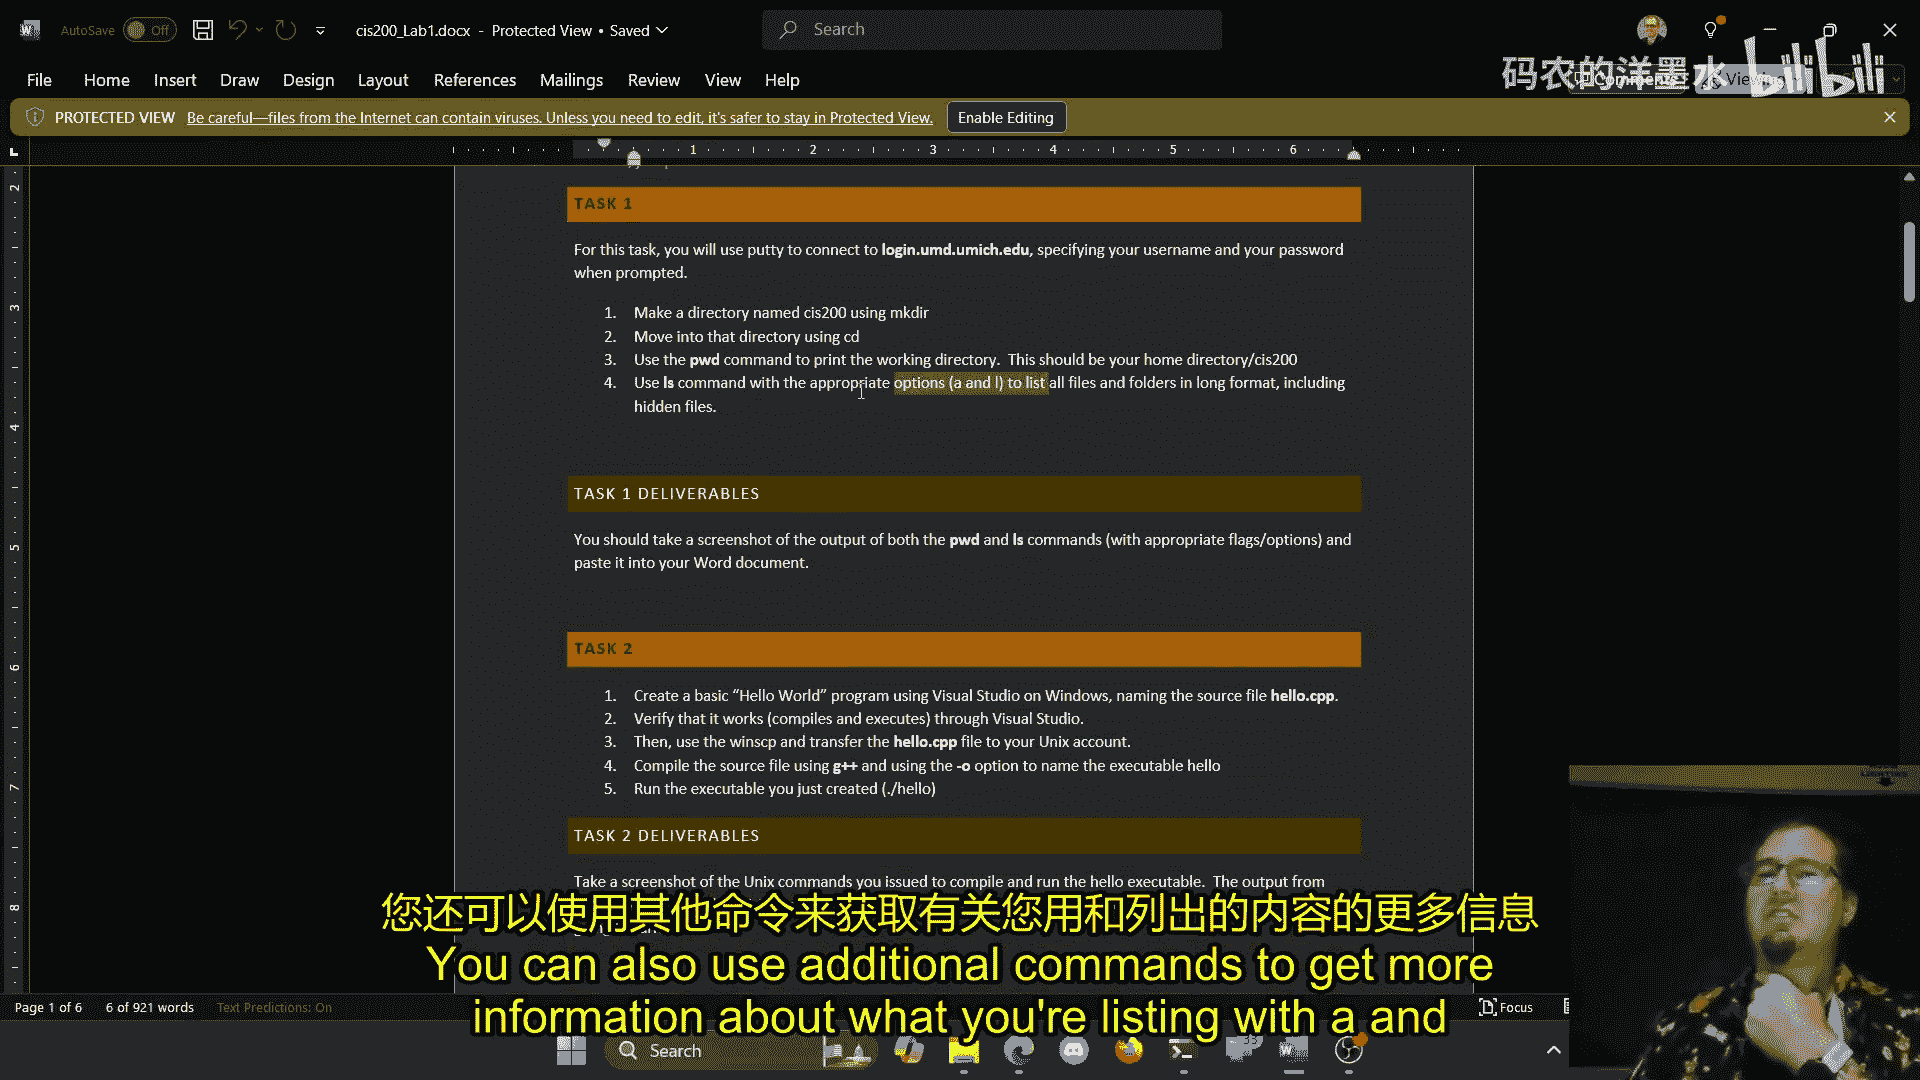 AutoSave Off cis200_Lab1.docx - Protected View • Saved Search
File Home Insert Draw Design Layout References Mailings Review View Help Comments
码农的洋墨水 bilibili
PROTECTED VIEW Be careful—files from the Internet can contain viruses. Unless you need to edit, it's safer to stay in Protected View. Enable Editing
1 2 3 4 5 6
TASK 1
For this task, you will use putty to connect to login.umd.umich.edu, specifying your username and your password
when prompted.
1. Make a directory named cis200 using mkdir
2. Move into that directory using cd
3. Use the pwd command to print the working directory. This should be your home directory/cis200
4. Use ls command with the appropriate options (a and l) to list all files and folders in long format, including
hidden files.
TASK 1 DELIVERABLES
You should take a screenshot of the output of both the pwd and ls commands (with appropriate flags/options) and
paste it into your Word document.
TASK 2
1. Create a basic “Hello World” program using Visual Studio on Windows, naming the source file hello.cpp.
2. Verify that it works (compiles and executes) through Visual Studio.
3. Then, use the winscp and transfer the hello.cpp file to your Unix account.
4. Compile the source file using g++ and using the -o option to name the executable hello
5. Run the executable you just created (./hello)
TASK 2 DELIVERABLES
Take a screenshot of the Unix commands you issued to compile and run the hello executable. The output from
您还可以使用其他命令来获取有关您用和列出的内容的更多信息
You can also use additional commands to get more
information about what you're listing with a and
Page 1 of 6 6 of 921 words Text Predictions: On Focus
Search